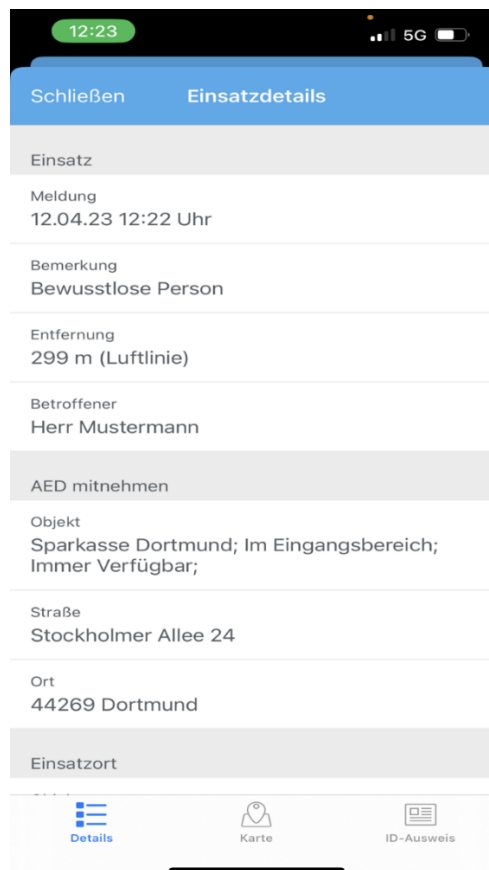 12:23
5G
Schließen Einsatzdetails
Einsatz
Meldung
12.04.23 12:22 Uhr
Bemerkung
Bewusstlose Person
Entfernung
299 m (Luftlinie)
Betroffener
Herr Mustermann
AED mitnehmen
Objekt
Sparkasse Dortmund; Im Eingangsbereich;
Immer Verfügbar;
Straße
Stockholmer Allee 24
Ort
44269 Dortmund
Einsatzort
Details Karte ID-Ausweis